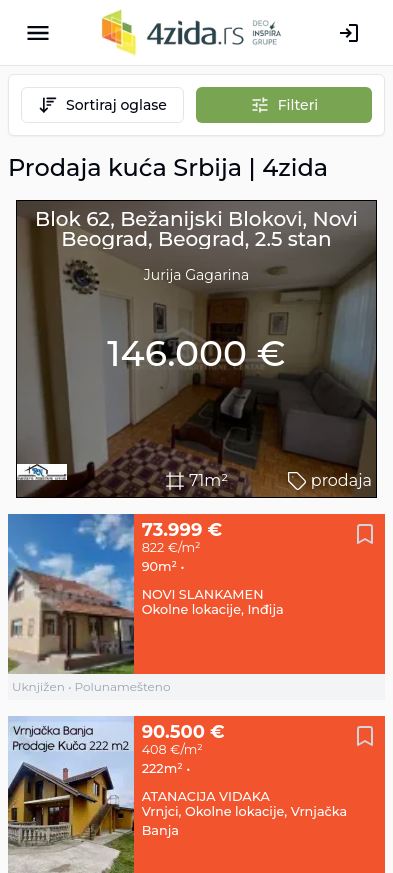 4zida.rs
DEO
INSPIRA
GRUPE
Sortiraj oglase
Filteri
Prodaja kuća Srbija | 4zida
Blok 62, Bežanijski Blokovi, Novi
Beograd, Beograd, 2.5 stan
Jurija Gagarina
146.000 €
71m²
prodaja
73.999 €
822 €/m²
90m² •
NOVI SLANKAMEN
Okolne lokacije, Inđija
Uknjižen • Polunamešteno
Vrnjačka Banja
Prodaje Kuča 222 m2
90.500 €
408 €/m²
222m² •
ATANACIJA VIDAKA
Vrnjci, Okolne lokacije, Vrnjačka
Banja